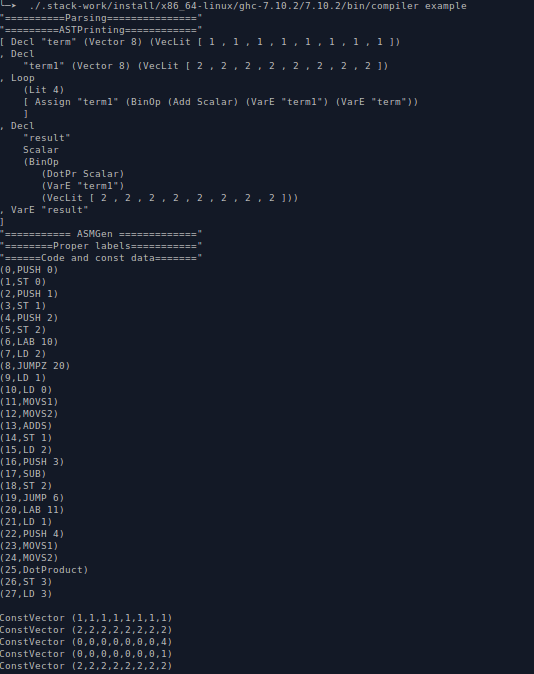 ╰─➤  ./.stack-work/install/x86_64-linux/ghc-7.10.2/7.10.2/bin/compiler example
"==========Parsing==============="
"=========ASTPrinting============"
[ Decl "term" (Vector 8) (VecLit [ 1 , 1 , 1 , 1 , 1 , 1 , 1 , 1 ])
, Decl
    "term1" (Vector 8) (VecLit [ 2 , 2 , 2 , 2 , 2 , 2 , 2 , 2 ])
, Loop
    (Lit 4)
    [ Assign "term1" (BinOp (Add Scalar) (VarE "term1") (VarE "term"))
    ]
, Decl
    "result"
    Scalar
    (BinOp
       (DotPr Scalar)
       (VarE "term1")
       (VecLit [ 2 , 2 , 2 , 2 , 2 , 2 , 2 , 2 ]))
, VarE "result"
]
"=========== ASMGen ============="
"========Proper labels==========="
"======Code and const data======="
(0,PUSH 0)
(1,ST 0)
(2,PUSH 1)
(3,ST 1)
(4,PUSH 2)
(5,ST 2)
(6,LAB 10)
(7,LD 2)
(8,JUMPZ 20)
(9,LD 1)
(10,LD 0)
(11,MOVS1)
(12,MOVS2)
(13,ADDS)
(14,ST 1)
(15,LD 2)
(16,PUSH 3)
(17,SUB)
(18,ST 2)
(19,JUMP 6)
(20,LAB 11)
(21,LD 1)
(22,PUSH 4)
(23,MOVS1)
(24,MOVS2)
(25,DotProduct)
(26,ST 3)
(27,LD 3)

ConstVector (1,1,1,1,1,1,1,1)
ConstVector (2,2,2,2,2,2,2,2)
ConstVector (0,0,0,0,0,0,0,4)
ConstVector (0,0,0,0,0,0,0,1)
ConstVector (2,2,2,2,2,2,2,2)